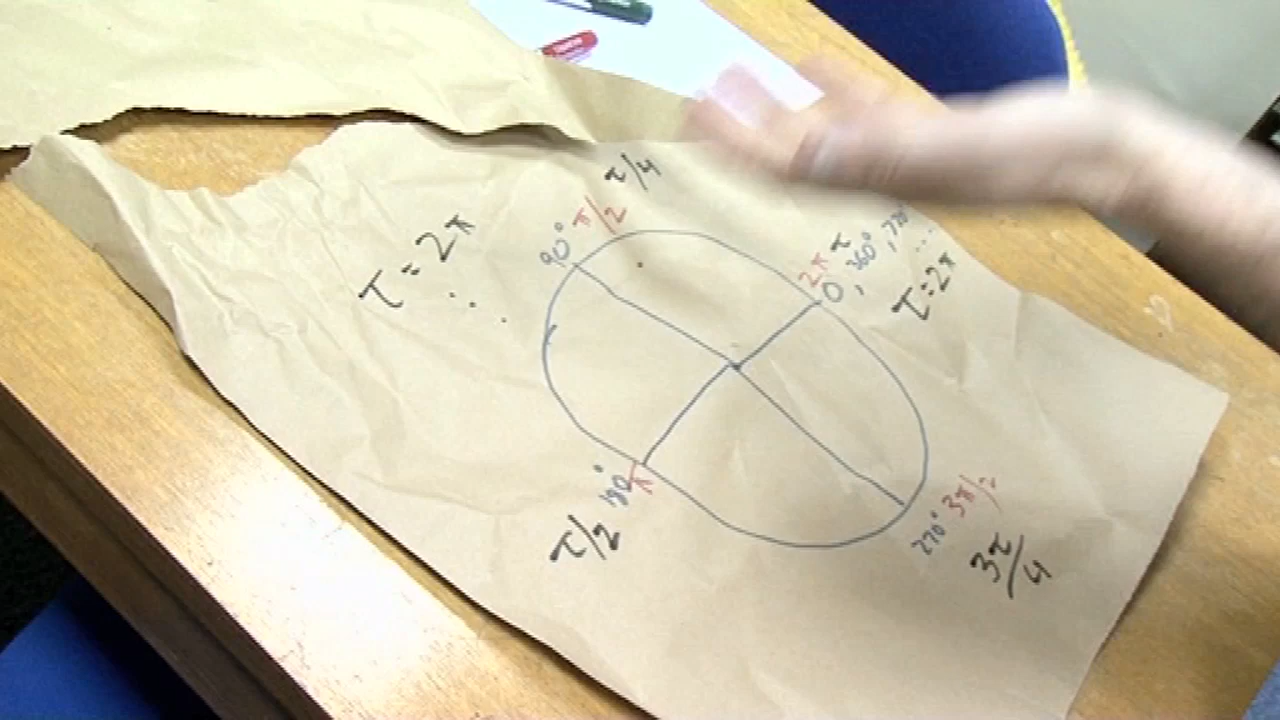 τ = 2π
90° π/2 τ/4
2π τ
0, 360°, 720° ...
τ = 2π
180° π
τ/2
270° 3π/2
3τ/4